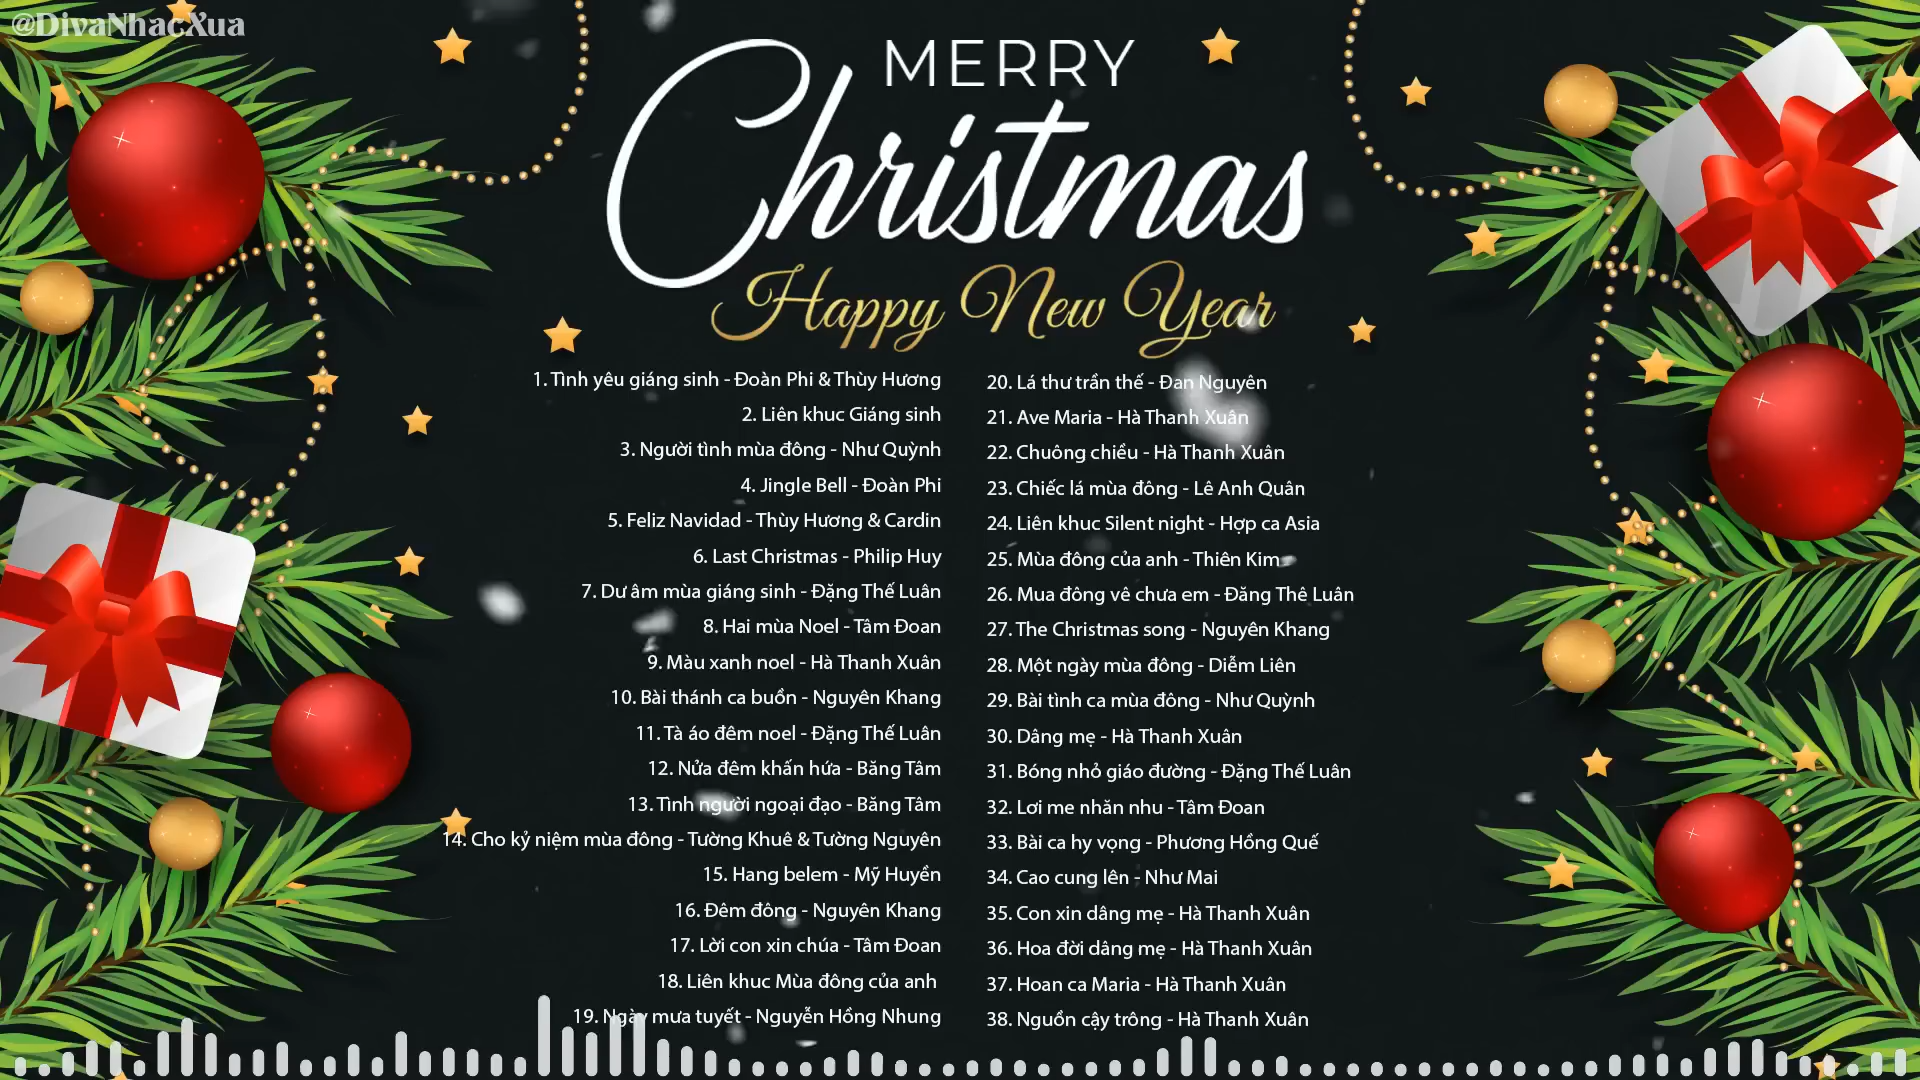 @DivaNhacXua
MERRY
Christmas
Happy New Year
1. Tình yêu giáng sinh - Đoàn Phi & Thùy Hương
2. Liên khuc Giáng sinh
3. Người tình mùa đông - Như Quỳnh
4. Jingle Bell - Đoàn Phi
5. Feliz Navidad - Thùy Hương & Cardin
6. Last Christmas - Philip Huy
7. Dư âm mùa giáng sinh - Đặng Thế Luân
8. Hai mùa Noel - Tâm Đoan
9. Màu xanh noel - Hà Thanh Xuân
10. Bài thánh ca buồn - Nguyên Khang
11. Tà áo đêm noel - Đặng Thế Luân
12. Nửa đêm khấn hứa - Băng Tâm
13. Tình người ngoại đạo - Băng Tâm
14. Cho kỷ niệm mùa đông - Tường Khuê & Tường Nguyên
15. Hang belem - Mỹ Huyền
16. Đêm đông - Nguyên Khang
17. Lời con xin chúa - Tâm Đoan
18. Liên khuc Mùa đông của anh
19. Ngày mưa tuyết - Nguyễn Hồng Nhung
20. Lá thư trần thế - Đan Nguyên
21. Ave Maria - Hà Thanh Xuân
22. Chuông chiều - Hà Thanh Xuân
23. Chiếc lá mùa đông - Lê Anh Quân
24. Liên khuc Silent night - Hợp ca Asia
25. Mùa đông của anh - Thiên Kim
26. Mua đông vê chưa em - Đăng Thê Luân
27. The Christmas song - Nguyên Khang
28. Một ngày mùa đông - Diễm Liên
29. Bài tình ca mùa đông - Như Quỳnh
30. Dâng mẹ - Hà Thanh Xuân
31. Bóng nhỏ giáo đường - Đặng Thế Luân
32. Lơi me nhăn nhu - Tâm Đoan
33. Bài ca hy vọng - Phương Hồng Quế
34. Cao cung lên - Như Mai
35. Con xin dâng mẹ - Hà Thanh Xuân
36. Hoa đời dâng mẹ - Hà Thanh Xuân
37. Hoan ca Maria - Hà Thanh Xuân
38. Nguồn cậy trông - Hà Thanh Xuân